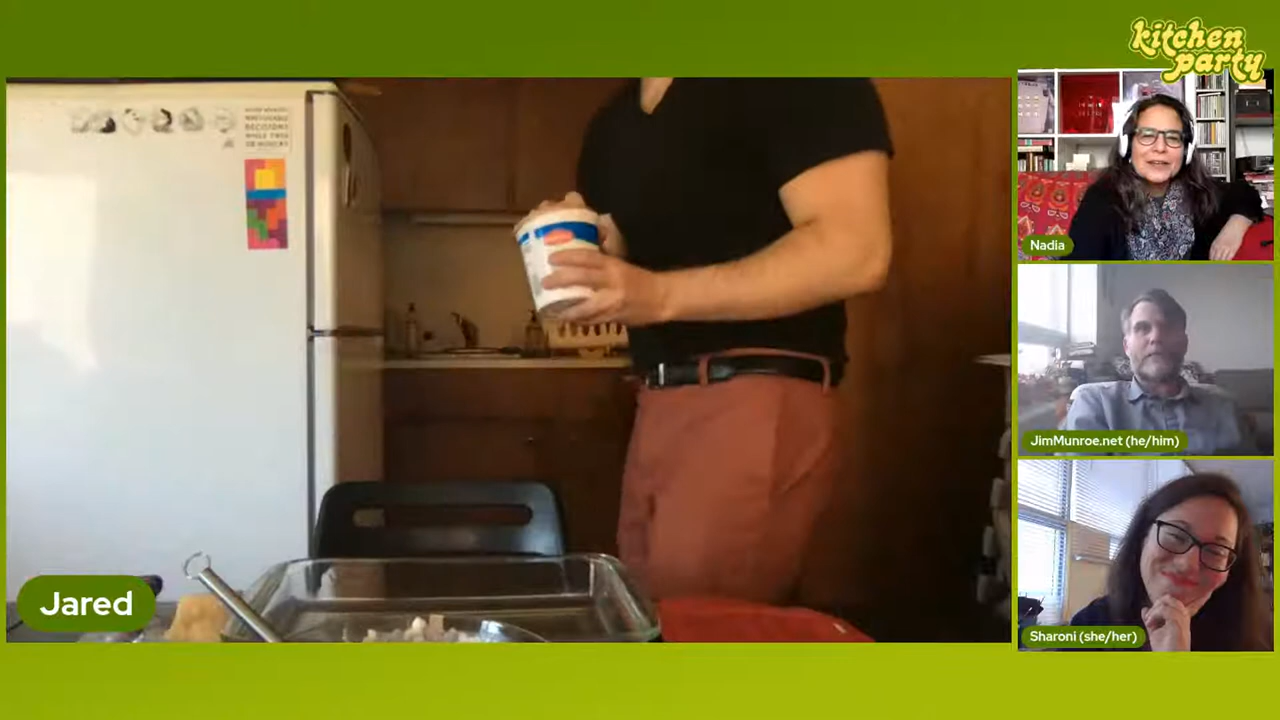 kitchen
party
Nadia
JimMunroe.net (he/him)
Jared
Sharoni (she/her)